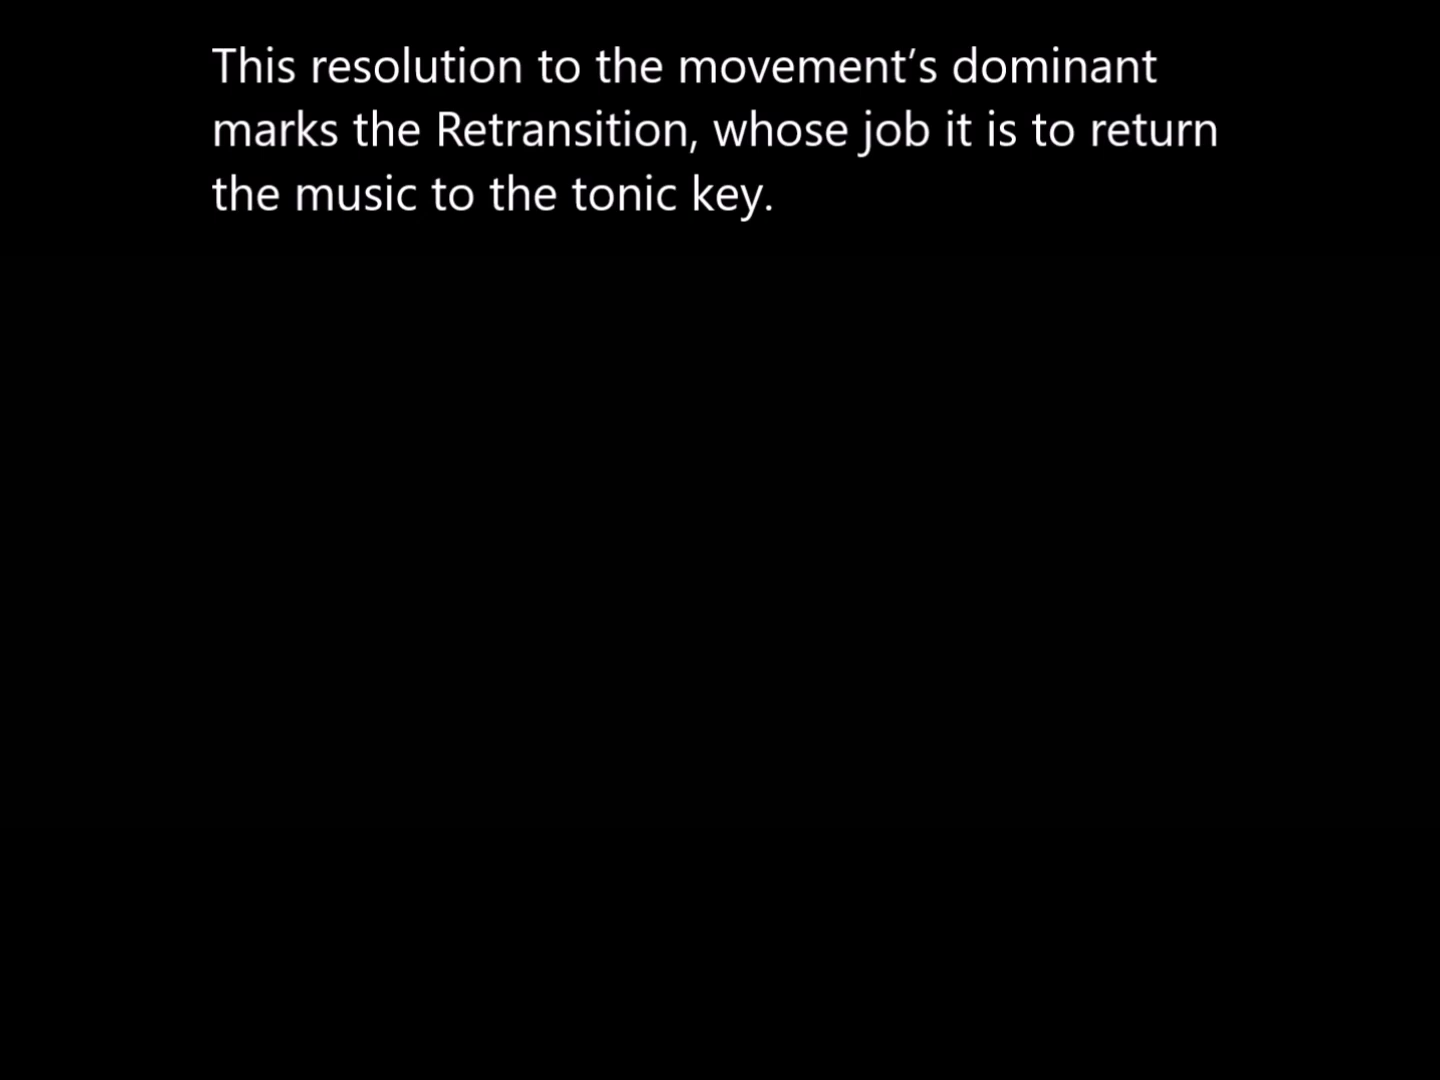 This resolution to the movement’s dominant
marks the Retransition, whose job it is to return
the music to the tonic key.